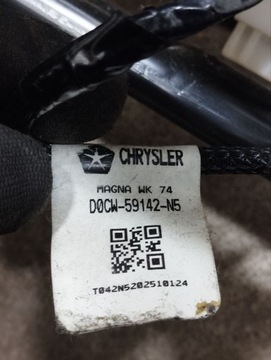 CHRYSLER
MAGNA WK 74
D0CW-59142-N5
T042N5202510124